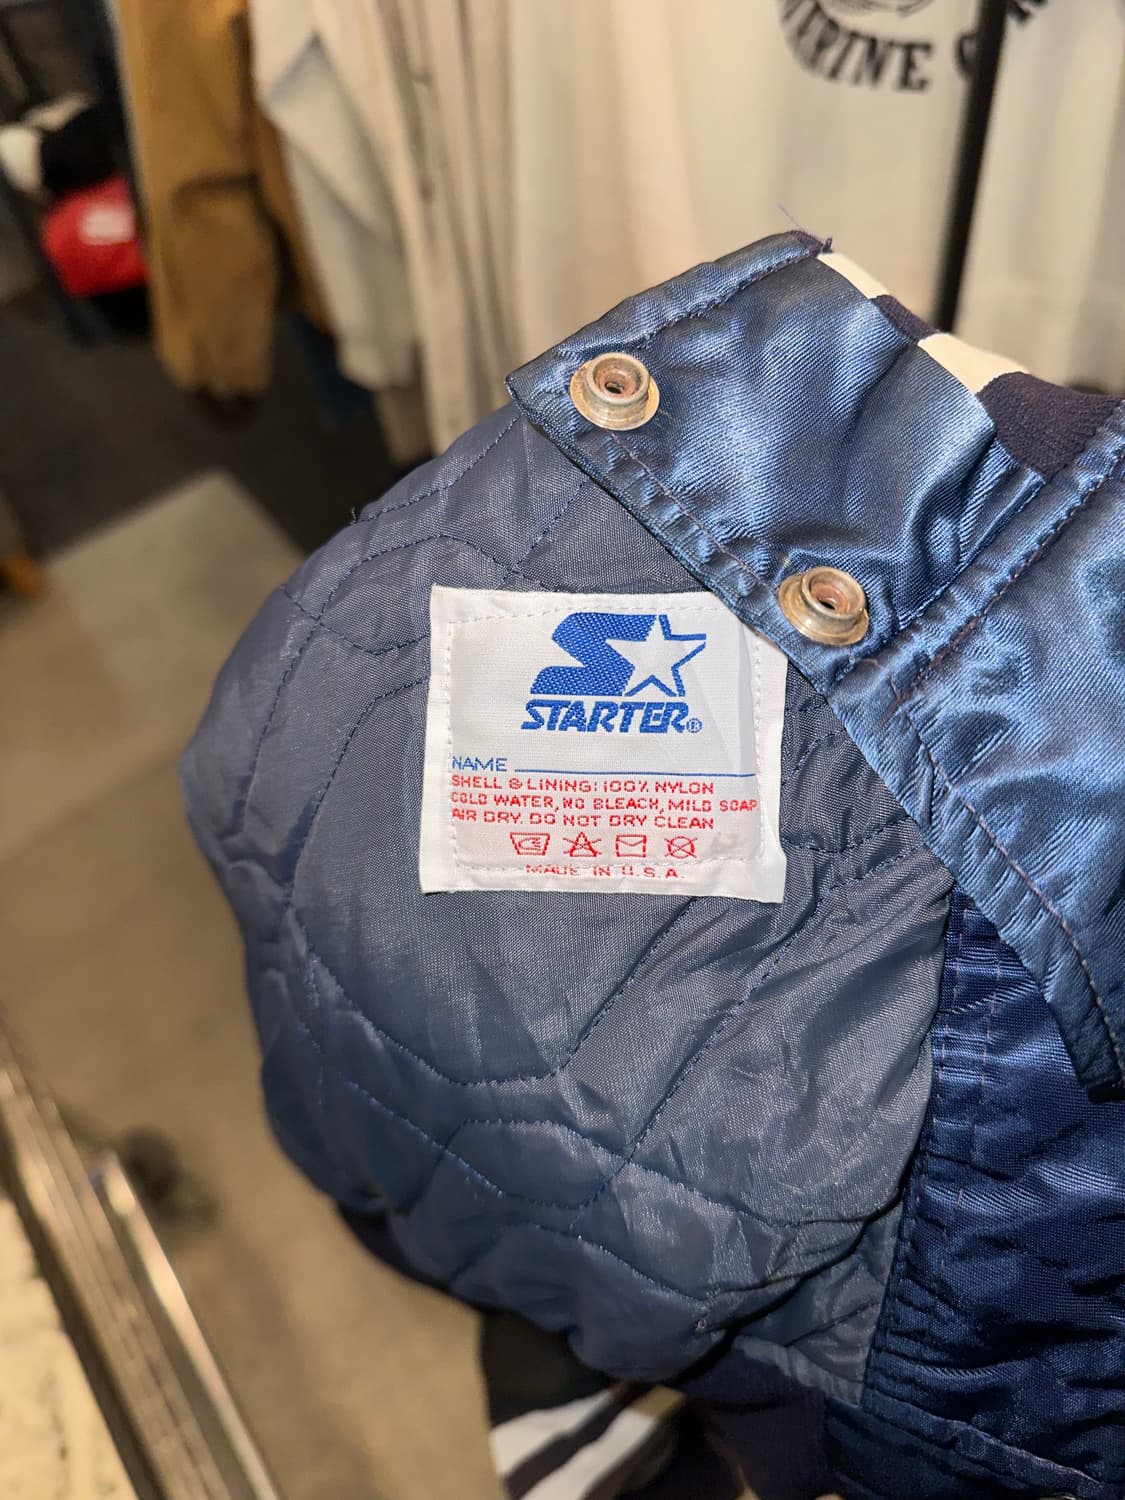 STARTER®
NAME
SHELL & LINING: 100% NYLON
COLD WATER, NO BLEACH, MILD SOAP
AIR DRY. DO NOT DRY CLEAN
MADE IN U.S.A.